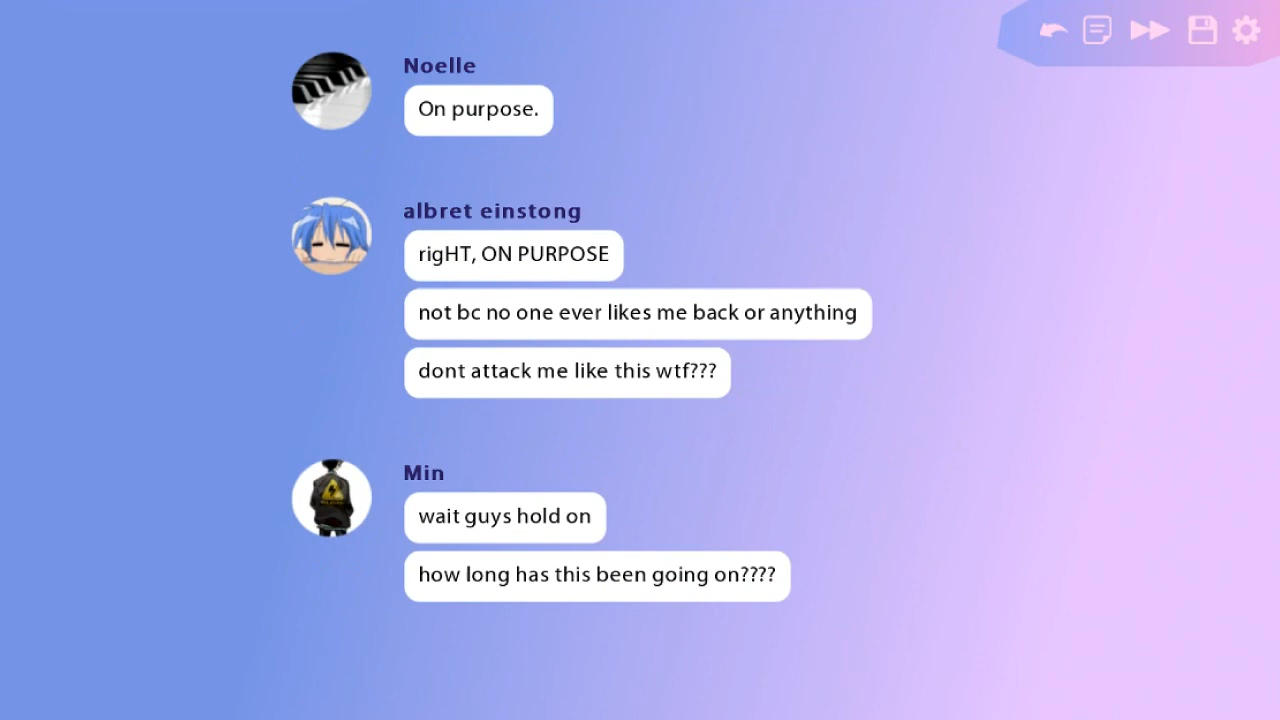 Noelle
On purpose.
albret einstong
rigHT, ON PURPOSE
not bc no one ever likes me back or anything
dont attack me like this wtf???
Min
wait guys hold on
how long has this been going on????